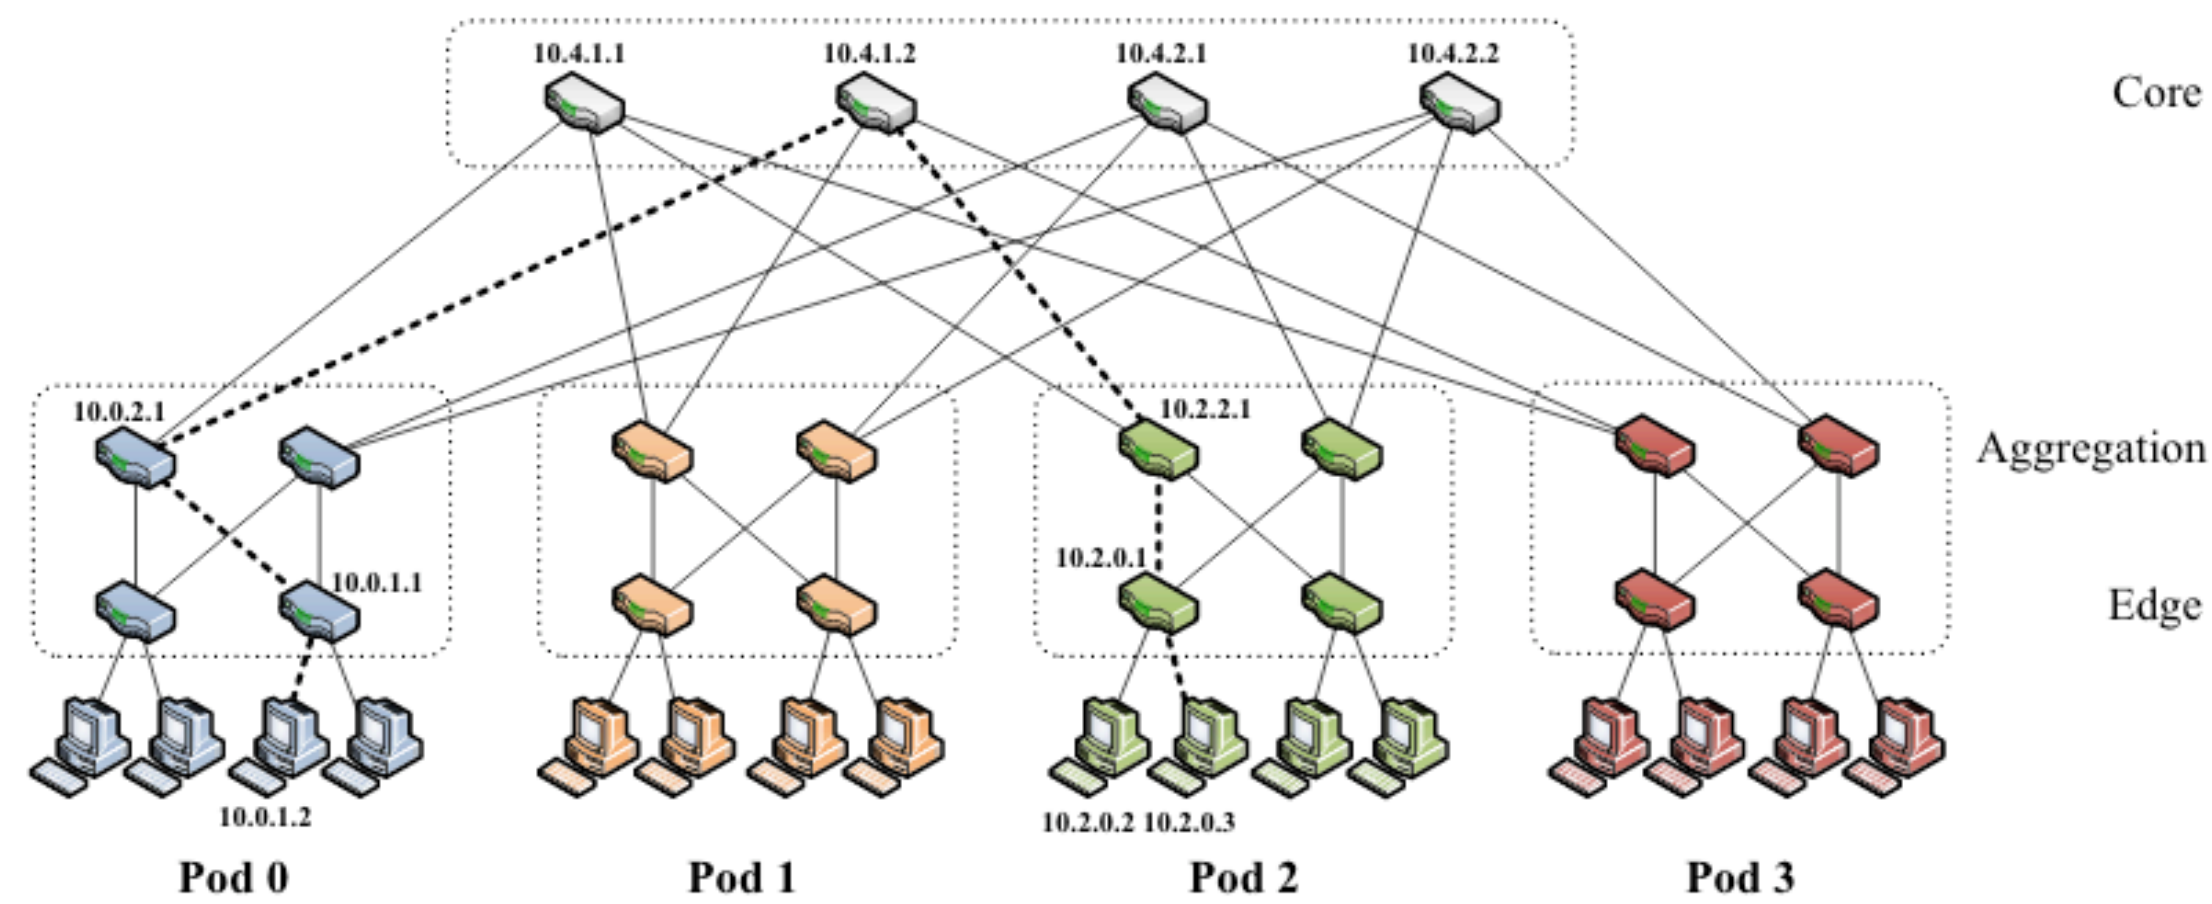 10.4.1.1
10.4.1.2
10.4.2.1
10.4.2.2
Core
10.0.2.1
10.2.2.1
Aggregation
10.2.0.1
10.0.1.1
Edge
10.0.1.2
10.2.0.2 10.2.0.3
Pod 0
Pod 1
Pod 2
Pod 3